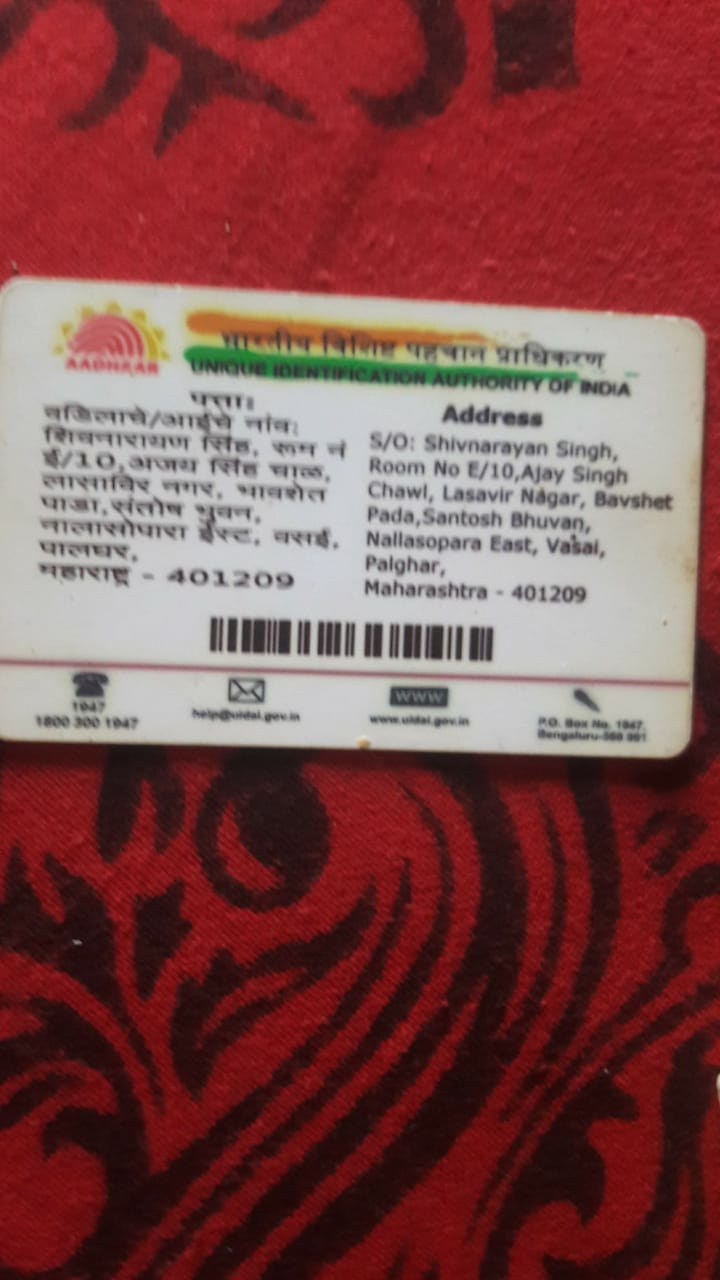 AADHAAR
भारतीय विशिष्ट पहचान प्राधिकरण
UNIQUE IDENTIFICATION AUTHORITY OF INDIA
पत्ता:
वडिलाचे/आईचे नांव:
शिवनारायण सिंह, रूम नं
ई/10,अजय सिंह चाळ,
लासाविर नगर, भावशेत
पाडा,संतोष भुवन,
नालासोपारा ईस्ट, वसई,
पालघर,
महाराष्ट्र - 401209
Address
S/O: Shivnarayan Singh,
Room No E/10,Ajay Singh
Chawl, Lasavir Nagar, Bavshet
Pada,Santosh Bhuvan,
Nallasopara East, Vasai,
Palghar,
Maharashtra - 401209
1947
1800 300 1947
help@uidai.gov.in
WWW
www.uidai.gov.in
P.O. Box No. 1947,
Bengaluru-560 001